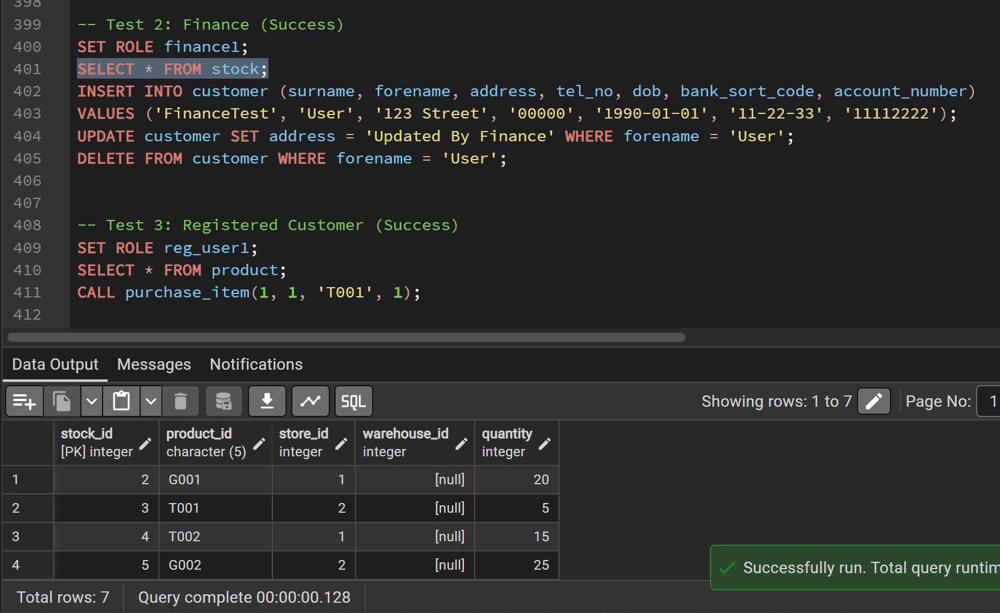 398
399 -- Test 2: Finance (Success)
400 SET ROLE finance1;
401 SELECT * FROM stock;
402 INSERT INTO customer (surname, forename, address, tel_no, dob, bank_sort_code, account_number)
403 VALUES ('FinanceTest', 'User', '123 Street', '00000', '1990-01-01', '11-22-33', '11112222');
404 UPDATE customer SET address = 'Updated By Finance' WHERE forename = 'User';
405 DELETE FROM customer WHERE forename = 'User';
406
407
408 -- Test 3: Registered Customer (Success)
409 SET ROLE reg_user1;
410 SELECT * FROM product;
411 CALL purchase_item(1, 1, 'T001', 1);
412
Data Output Messages Notifications
SQL Showing rows: 1 to 7 Page No: 1
stock_id product_id store_id warehouse_id quantity
[PK] integer character (5) integer integer integer
1 2 G001 1 [null] 20
2 3 T001 2 [null] 5
3 4 T002 1 [null] 15
4 5 G002 2 [null] 25
Successfully run. Total query runtim
Total rows: 7 Query complete 00:00:00.128